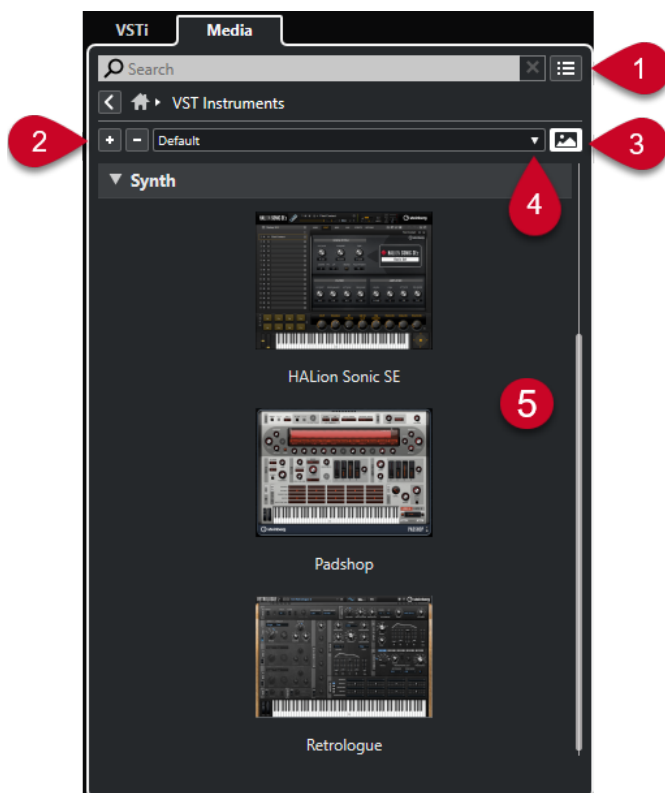 VSTi Media
Search
1
VST Instruments
2
Default
3
4
Synth
HALion Sonic SE
5
Padshop
Retrologue